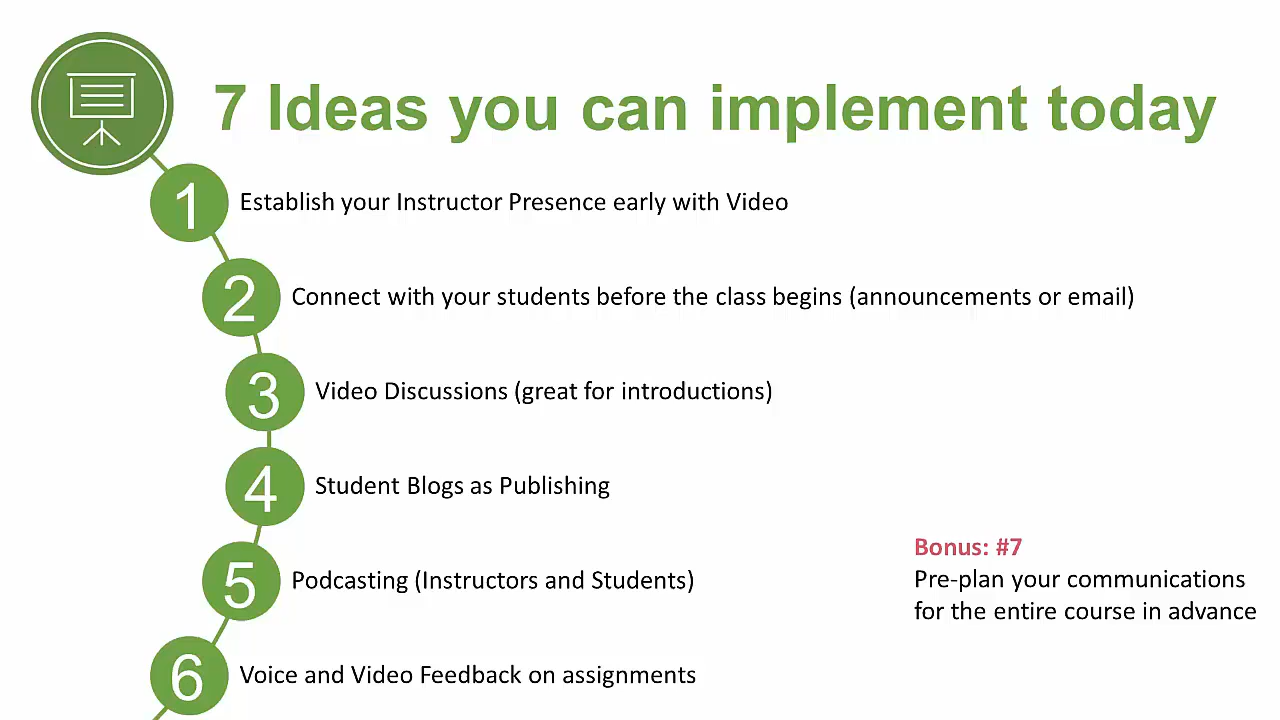 7 Ideas you can implement today
1 Establish your Instructor Presence early with Video
2 Connect with your students before the class begins (announcements or email)
3 Video Discussions (great for introductions)
4 Student Blogs as Publishing
5 Podcasting (Instructors and Students)
6 Voice and Video Feedback on assignments
Bonus: #7
Pre-plan your communications
for the entire course in advance